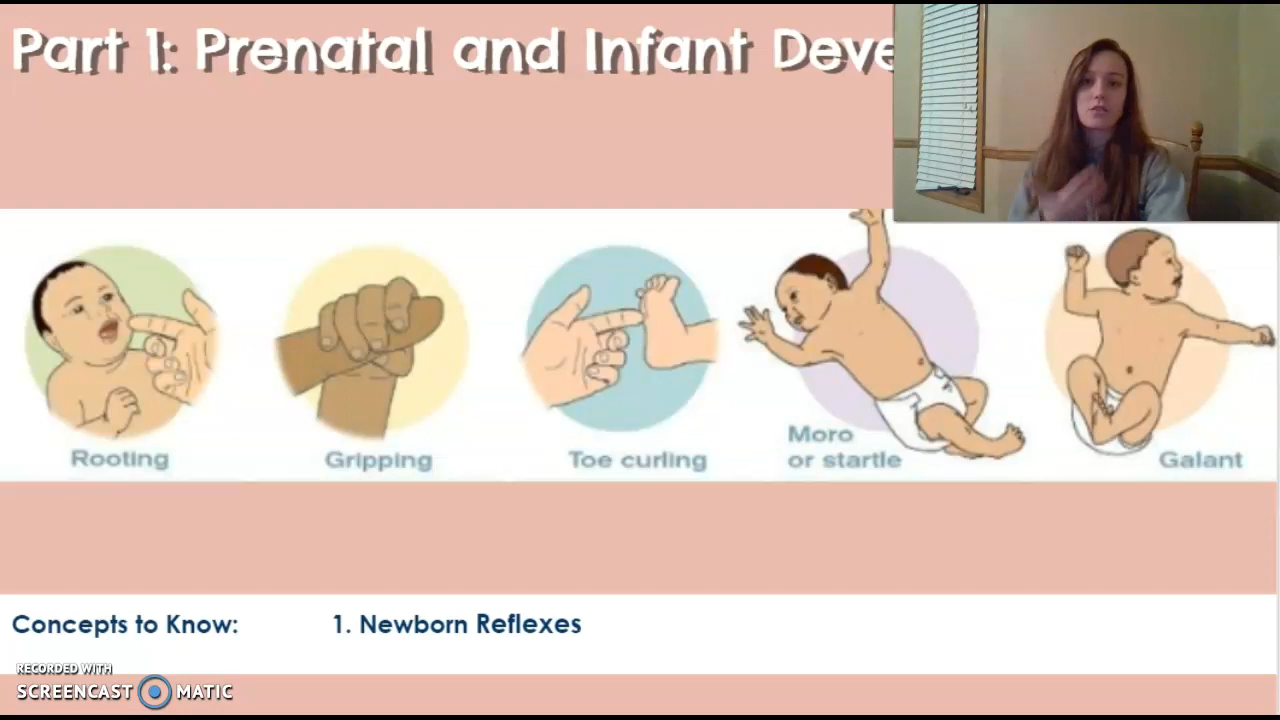 Part 1: Prenatal and Infant Deve
Rooting
Gripping
Toe curling
Moro
or startle
Galant
Concepts to Know: 1. Newborn Reflexes
RECORDED WITH
SCREENCAST MATIC